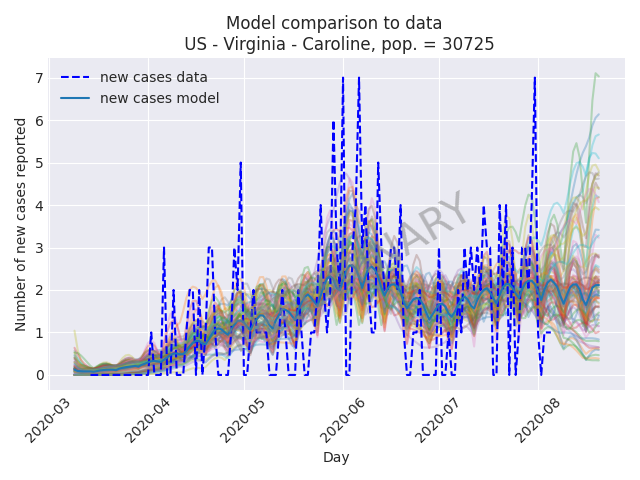 Model comparison to data
US - Virginia - Caroline, pop. = 30725
new cases data
new cases model
Number of new cases reported
7
6
5
4
3
2
1
0
2020-03
2020-04
2020-05
2020-06
2020-07
2020-08
Day